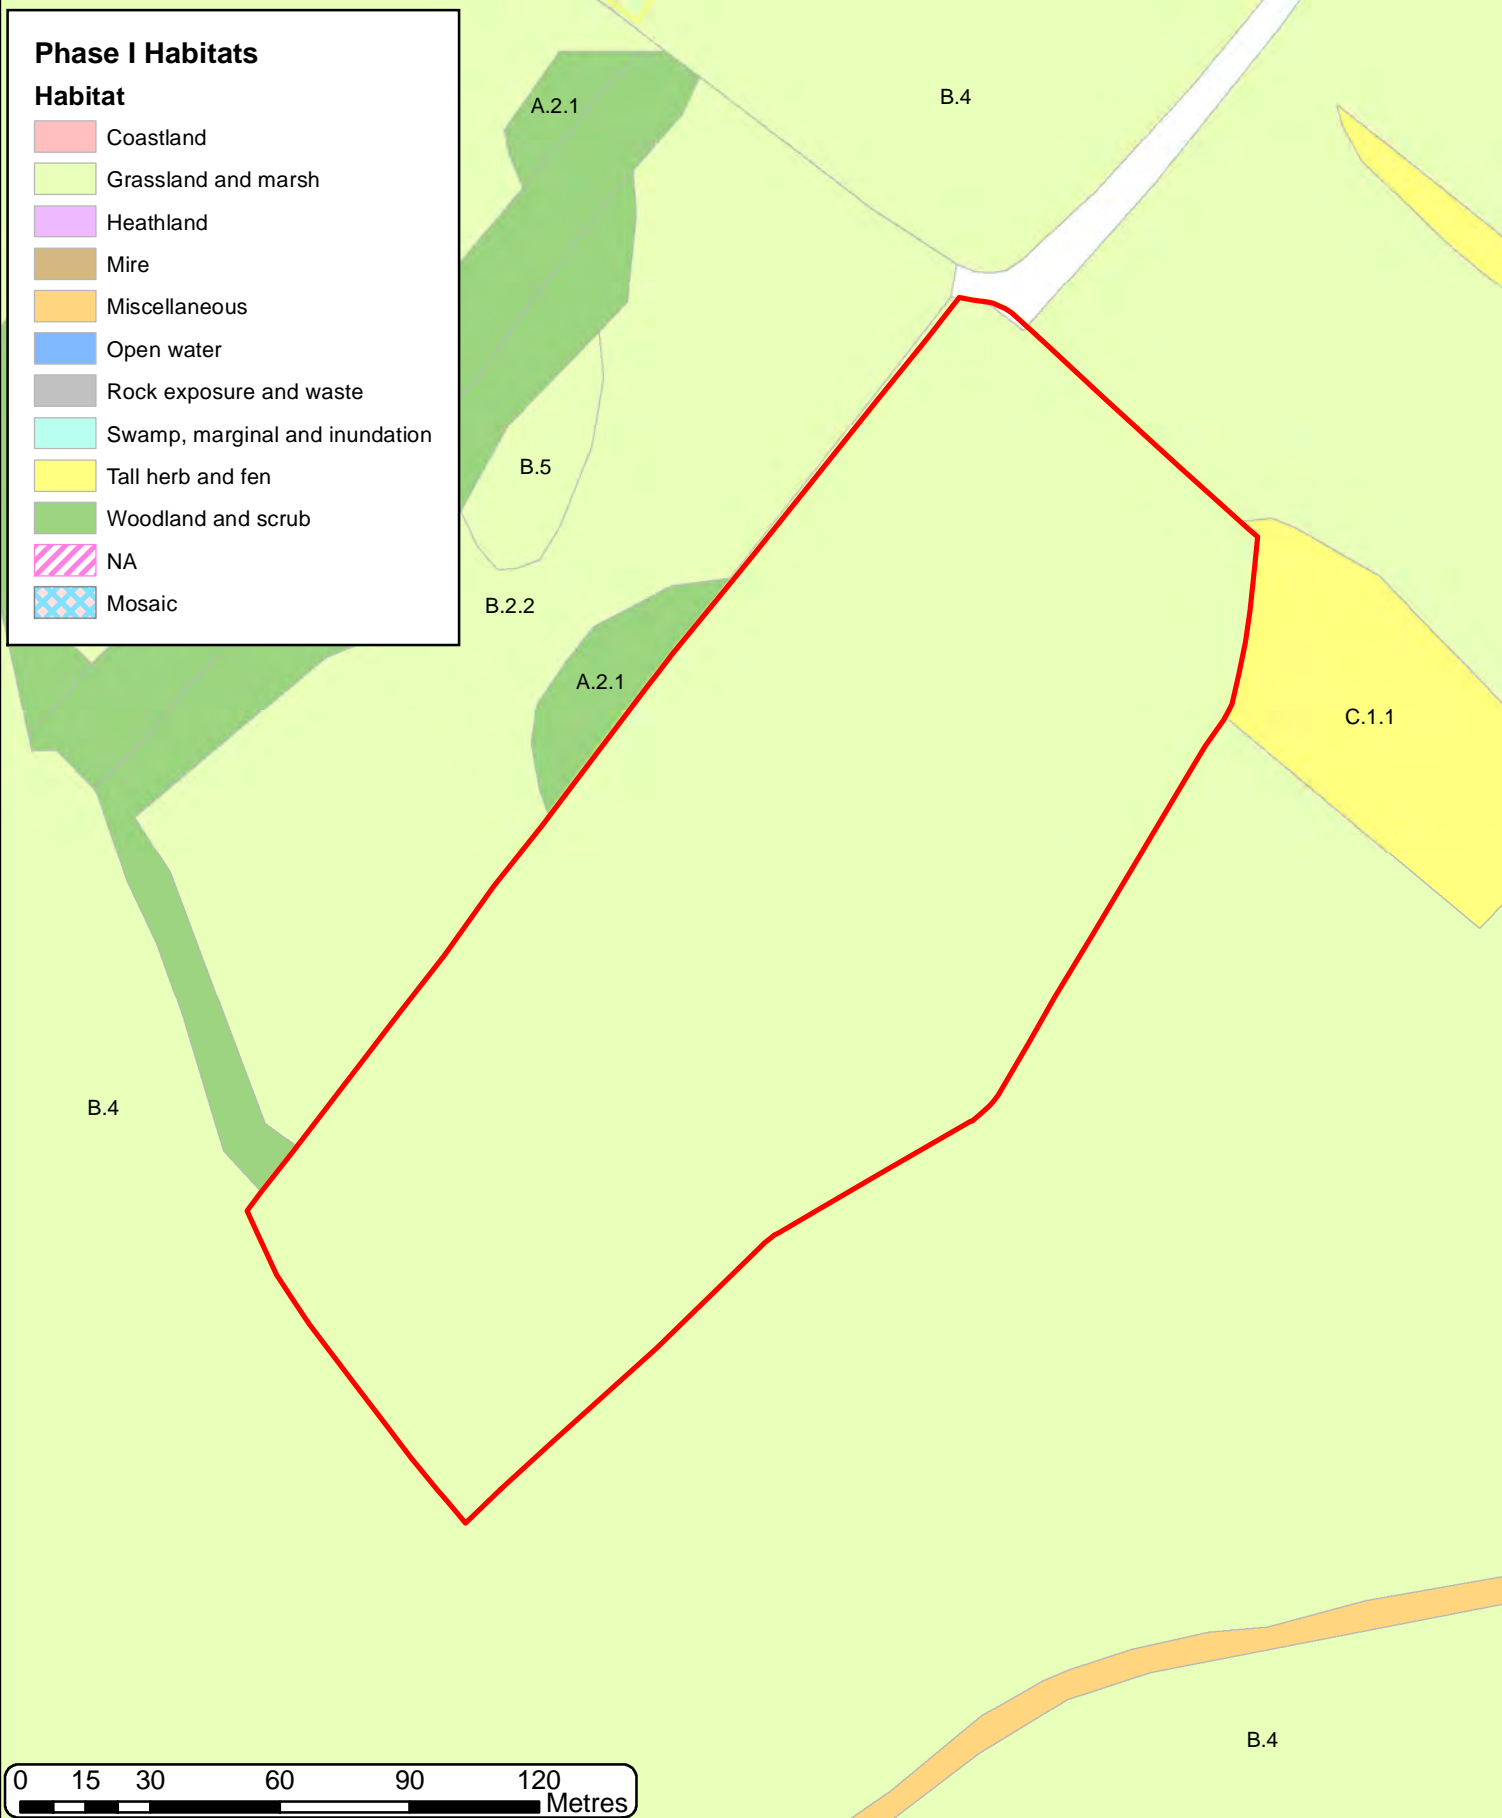 Phase I Habitats
Habitat
Coastland
Grassland and marsh
Heathland
Mire
Miscellaneous
Open water
Rock exposure and waste
Swamp, marginal and inundation
Tall herb and fen
Woodland and scrub
NA
Mosaic
A.2.1
B.4
B.5
B.2.2
A.2.1
C.1.1
B.4
B.4
0 15 30 60 90 120
Metres